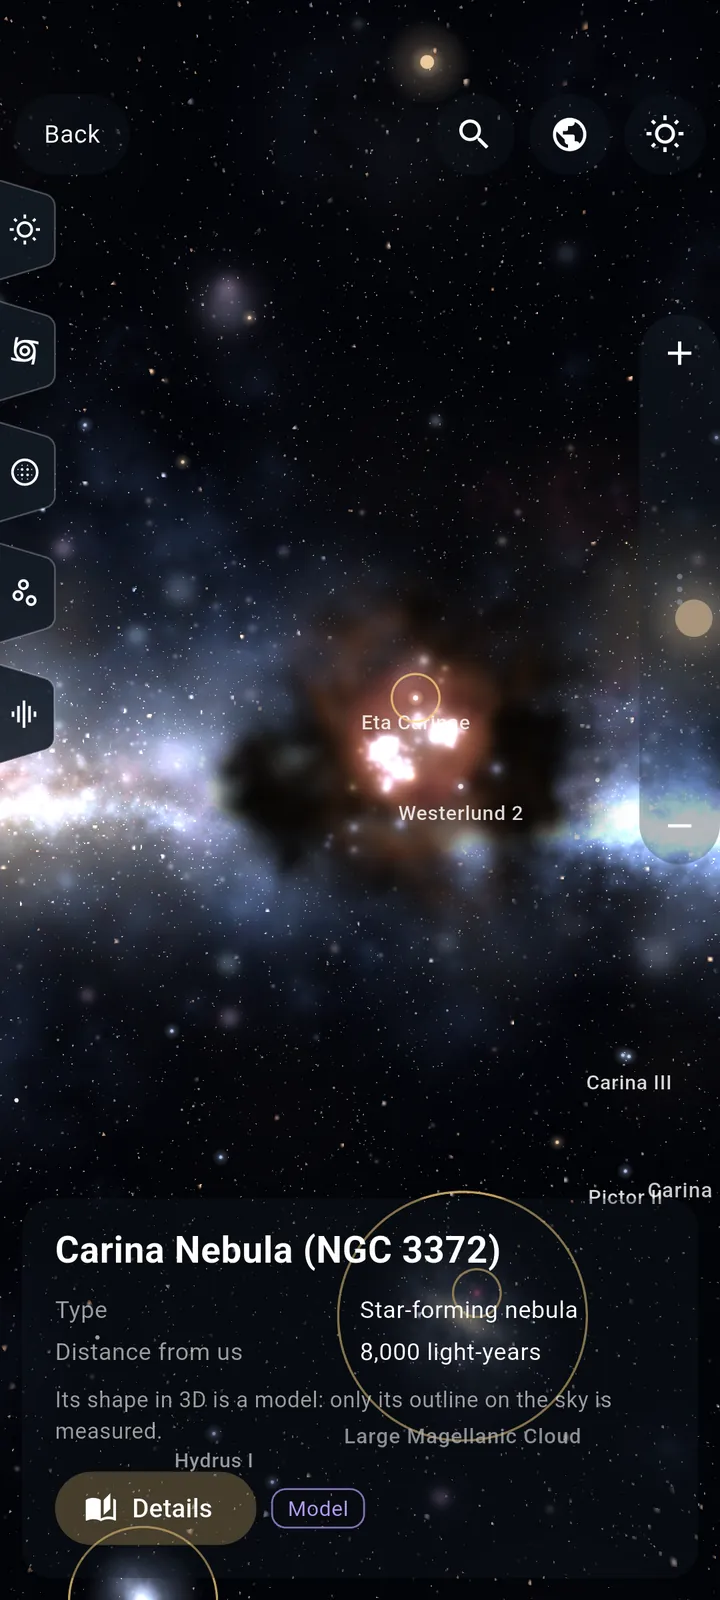 Back
Eta Carinae
Westerlund 2
Carina III
Carina
Pictor II
Carina Nebula (NGC 3372)
Type
Star-forming nebula
Distance from us
8,000 light-years
Its shape in 3D is a model: only its outline on the sky is
measured.
Large Magellanic Cloud
Hydrus I
Details
Model